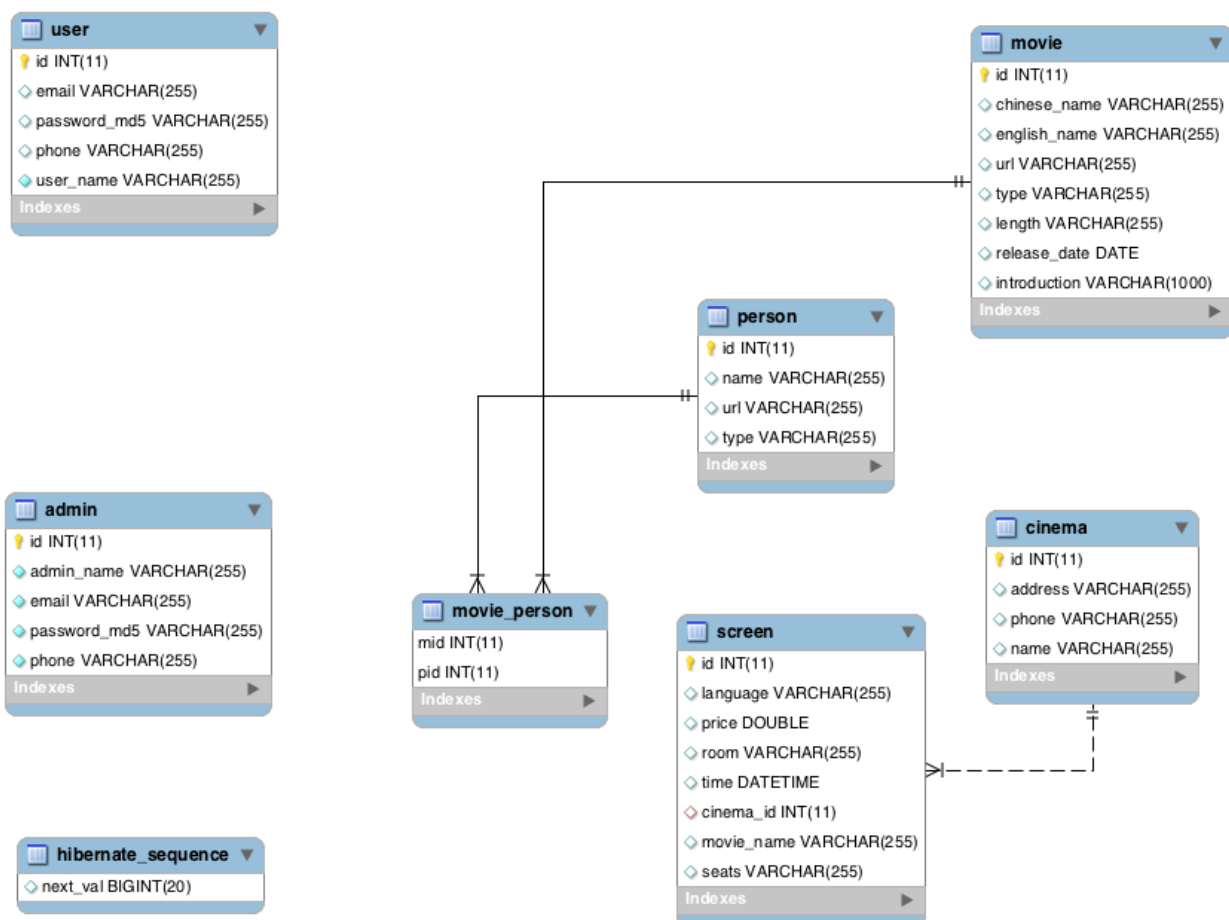 user
id INT(11)
email VARCHAR(255)
password_md5 VARCHAR(255)
phone VARCHAR(255)
user_name VARCHAR(255)
Indexes
movie
id INT(11)
chinese_name VARCHAR(255)
english_name VARCHAR(255)
url VARCHAR(255)
type VARCHAR(255)
length VARCHAR(255)
release_date DATE
introduction VARCHAR(1000)
Indexes
person
id INT(11)
name VARCHAR(255)
url VARCHAR(255)
type VARCHAR(255)
Indexes
admin
id INT(11)
admin_name VARCHAR(255)
email VARCHAR(255)
password_md5 VARCHAR(255)
phone VARCHAR(255)
Indexes
movie_person
mid INT(11)
pid INT(11)
Indexes
screen
id INT(11)
language VARCHAR(255)
price DOUBLE
room VARCHAR(255)
time DATETIME
cinema_id INT(11)
movie_name VARCHAR(255)
seats VARCHAR(255)
Indexes
cinema
id INT(11)
address VARCHAR(255)
phone VARCHAR(255)
name VARCHAR(255)
Indexes
hibernate_sequence
next_val BIGINT(20)